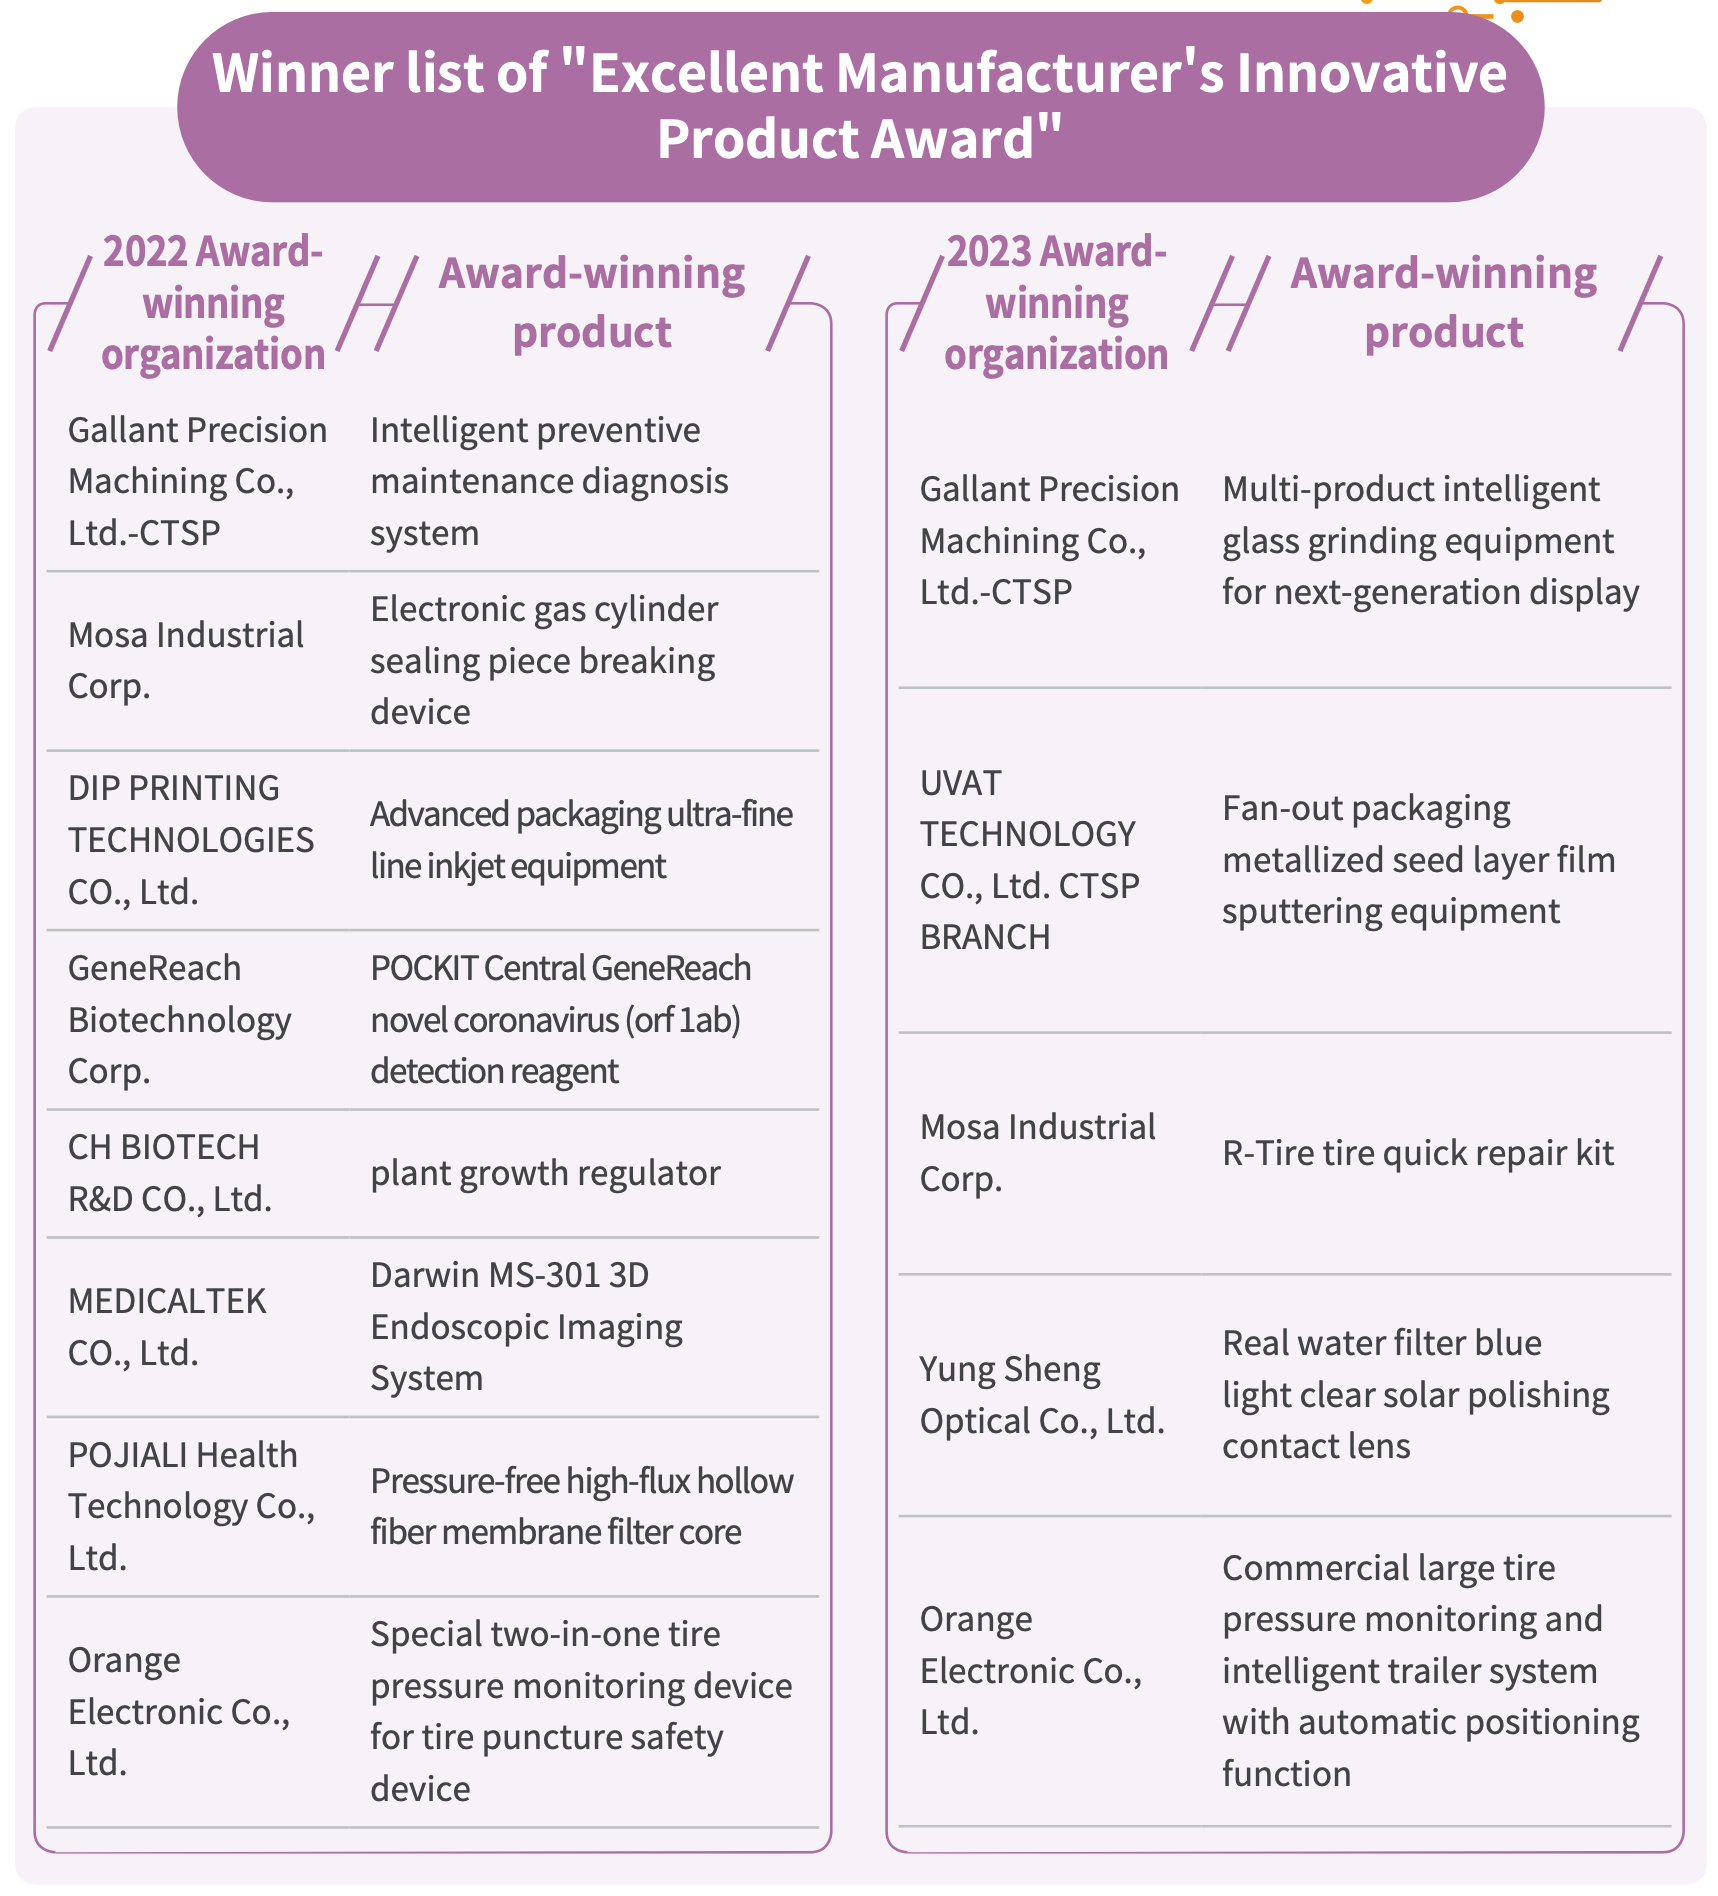 Winner list of "Excellent Manufacturer's Innovative
Product Award"
2022 Award-
winning
organization
Award-winning
product
Gallant Precision
Machining Co.,
Ltd.-CTSP
Intelligent preventive
maintenance diagnosis
system
Mosa Industrial
Corp.
Electronic gas cylinder
sealing piece breaking
device
DIP PRINTING
TECHNOLOGIES
CO., Ltd.
Advanced packaging ultra-fine
line inkjet equipment
GeneReach
Biotechnology
Corp.
POCKIT Central GeneReach
novel coronavirus (orf 1ab)
detection reagent
CH BIOTECH
R&D CO., Ltd.
plant growth regulator
MEDICALTEK
CO., Ltd.
Darwin MS-301 3D
Endoscopic Imaging
System
POJIALI Health
Technology Co.,
Ltd.
Pressure-free high-flux hollow
fiber membrane filter core
Orange
Electronic Co.,
Ltd.
Special two-in-one tire
pressure monitoring device
for tire puncture safety
device
2023 Award-
winning
organization
Award-winning
product
Gallant Precision
Machining Co.,
Ltd.-CTSP
Multi-product intelligent
glass grinding equipment
for next-generation display
UVAT
TECHNOLOGY
CO., Ltd. CTSP
BRANCH
Fan-out packaging
metallized seed layer film
sputtering equipment
Mosa Industrial
Corp.
R-Tire tire quick repair kit
Yung Sheng
Optical Co., Ltd.
Real water filter blue
light clear solar polishing
contact lens
Orange
Electronic Co.,
Ltd.
Commercial large tire
pressure monitoring and
intelligent trailer system
with automatic positioning
function